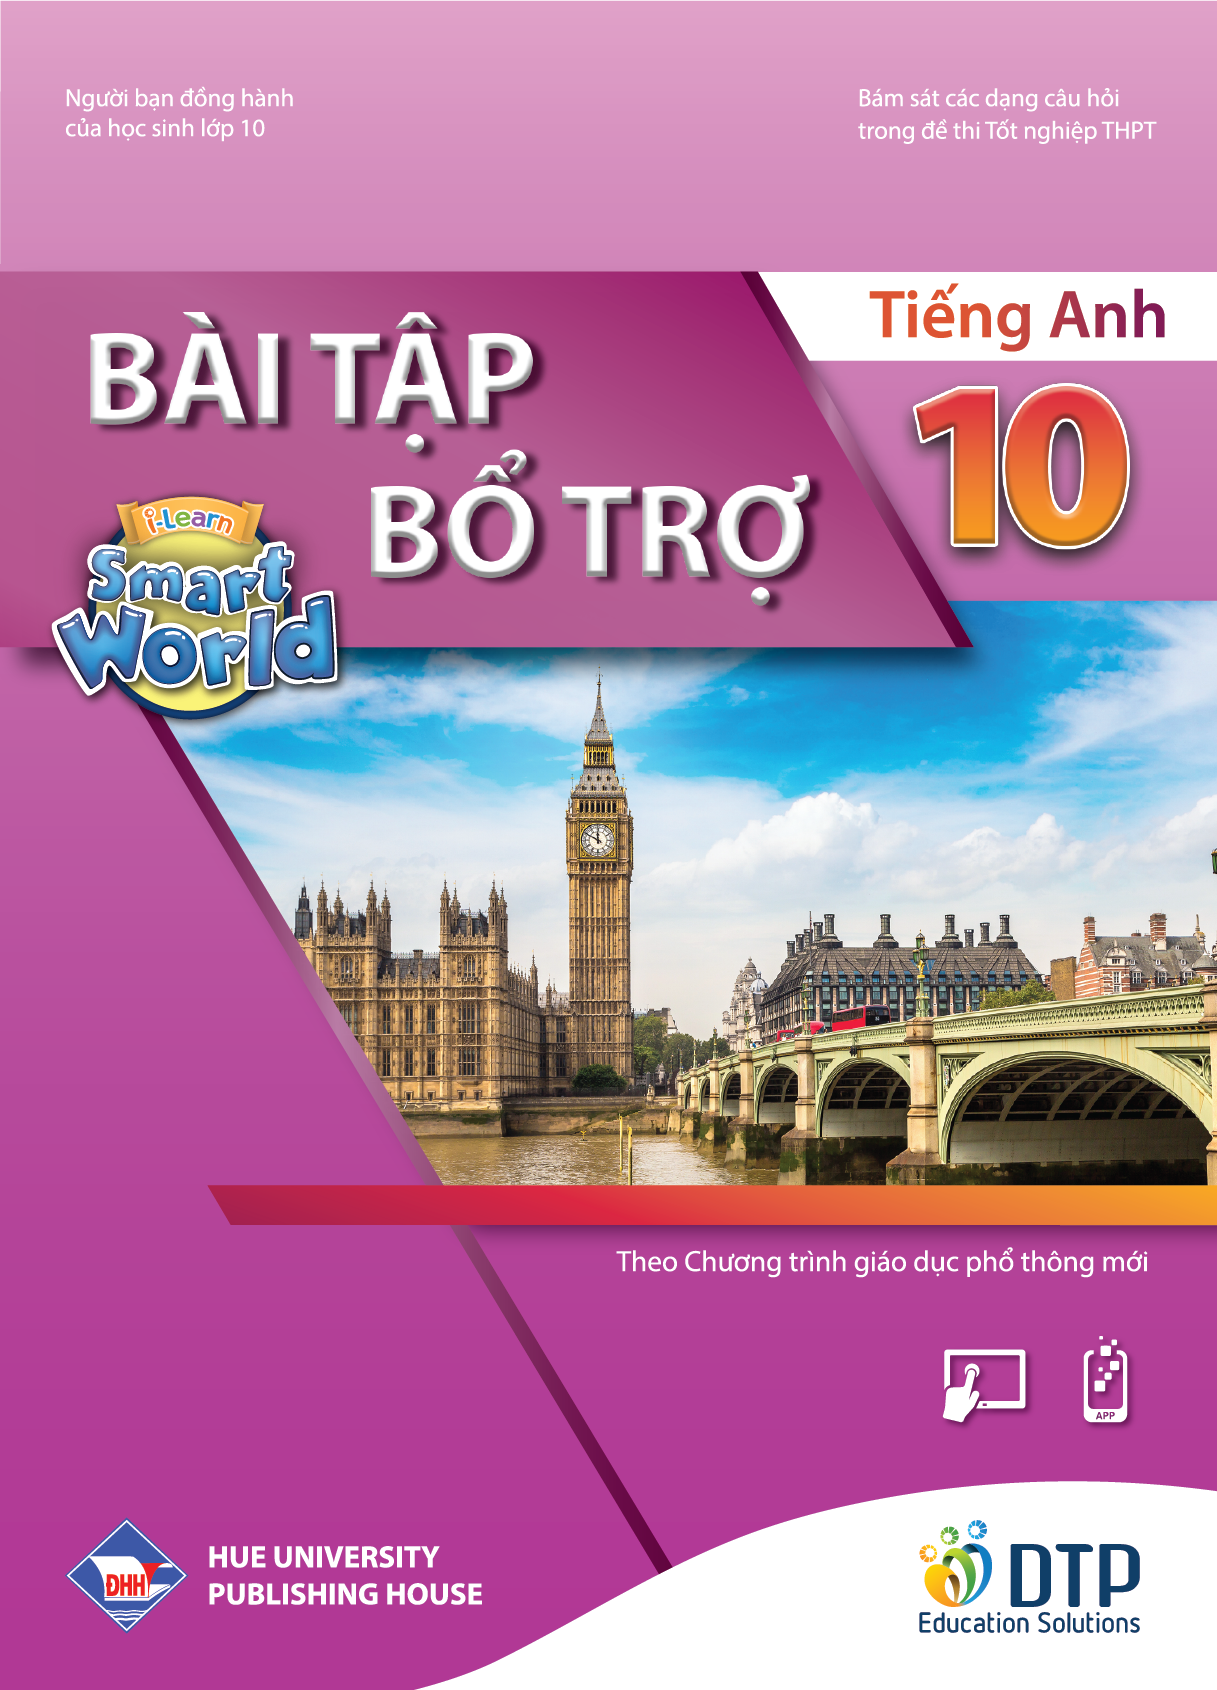 Người bạn đồng hành
của học sinh lớp 10
Bám sát các dạng câu hỏi
trong đề thi Tốt nghiệp THPT
Tiếng Anh
10
BÀI TẬP
BỔ TRỢ
i-Learn
Smart
World
Theo Chương trình giáo dục phổ thông mới
APP
ĐHH
HUE UNIVERSITY
PUBLISHING HOUSE
DTP
Education Solutions